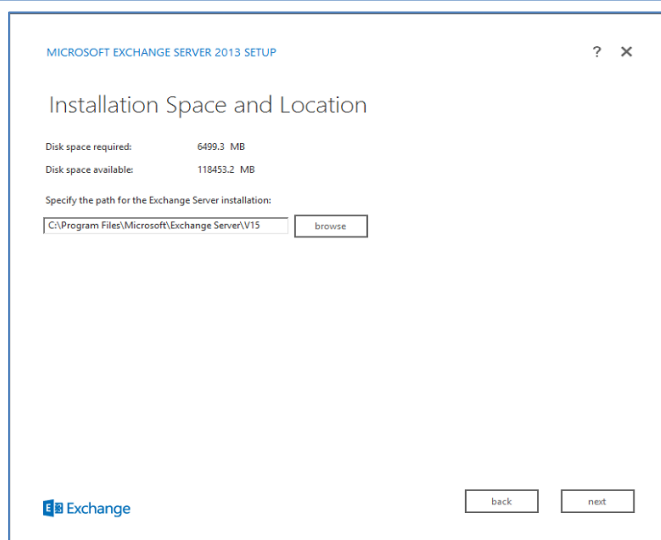 MICROSOFT EXCHANGE SERVER 2013 SETUP ? ✕
Installation Space and Location
Disk space required: 6499.3 MB
Disk space available: 118453.2 MB
Specify the path for the Exchange Server installation:
C:\Program Files\Microsoft\Exchange Server\V15 browse
E Exchange back next